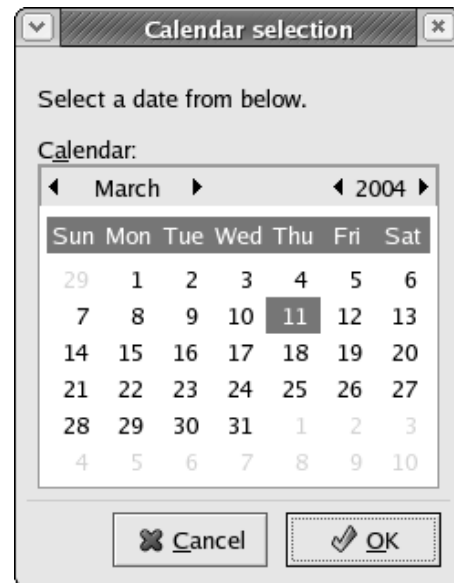 Calendar selection
Select a date from below.
Calendar:
March 2004
Sun Mon Tue Wed Thu Fri Sat
29 1 2 3 4 5 6
7 8 9 10 11 12 13
14 15 16 17 18 19 20
21 22 23 24 25 26 27
28 29 30 31 1 2 3
4 5 6 7 8 9 10
Cancel OK